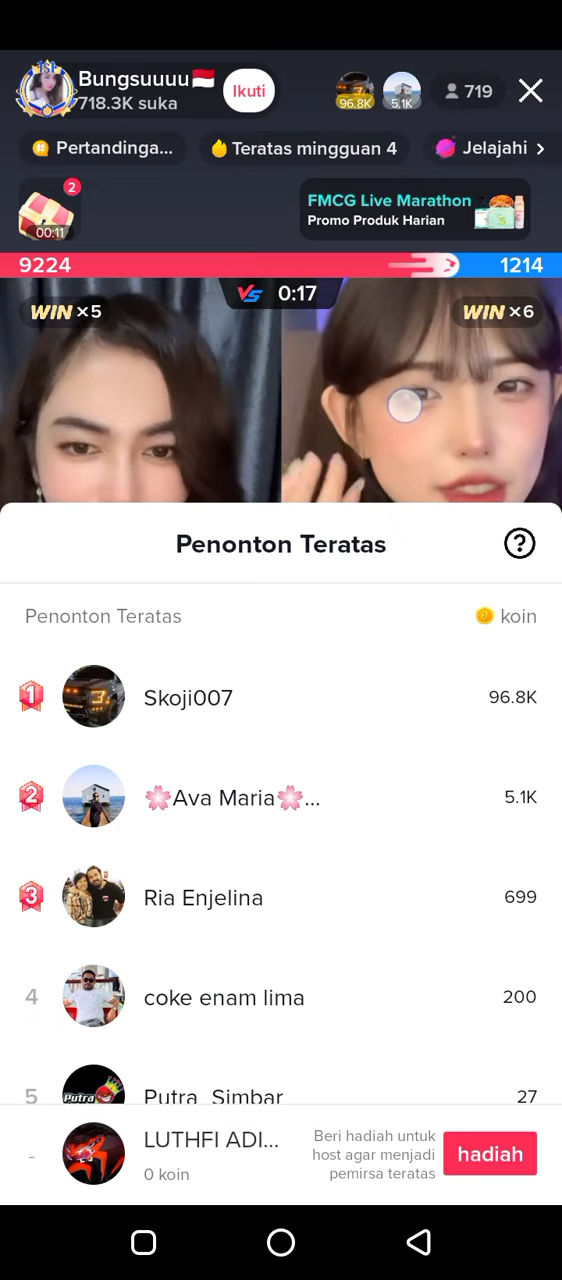 1st
Bungsuuuu🇮🇩
718.3K suka
Ikuti
96.8K
5.1K
719
Pertandinga...
Teratas mingguan 4
Jelajahi
2
00:11
FMCG Live Marathon
Promo Produk Harian
9224
1214
VS 0:17
WIN ×5
WIN ×6
Penonton Teratas
?
Penonton Teratas
koin
1
Skoji007
96.8K
2
🌸Ava Maria🌸...
5.1K
3
Ria Enjelina
699
4
coke enam lima
200
5
Putra
Putra_Simbar
27
-
LUTHFI ADI...
0 koin
Beri hadiah untuk
host agar menjadi
pemirsa teratas
hadiah